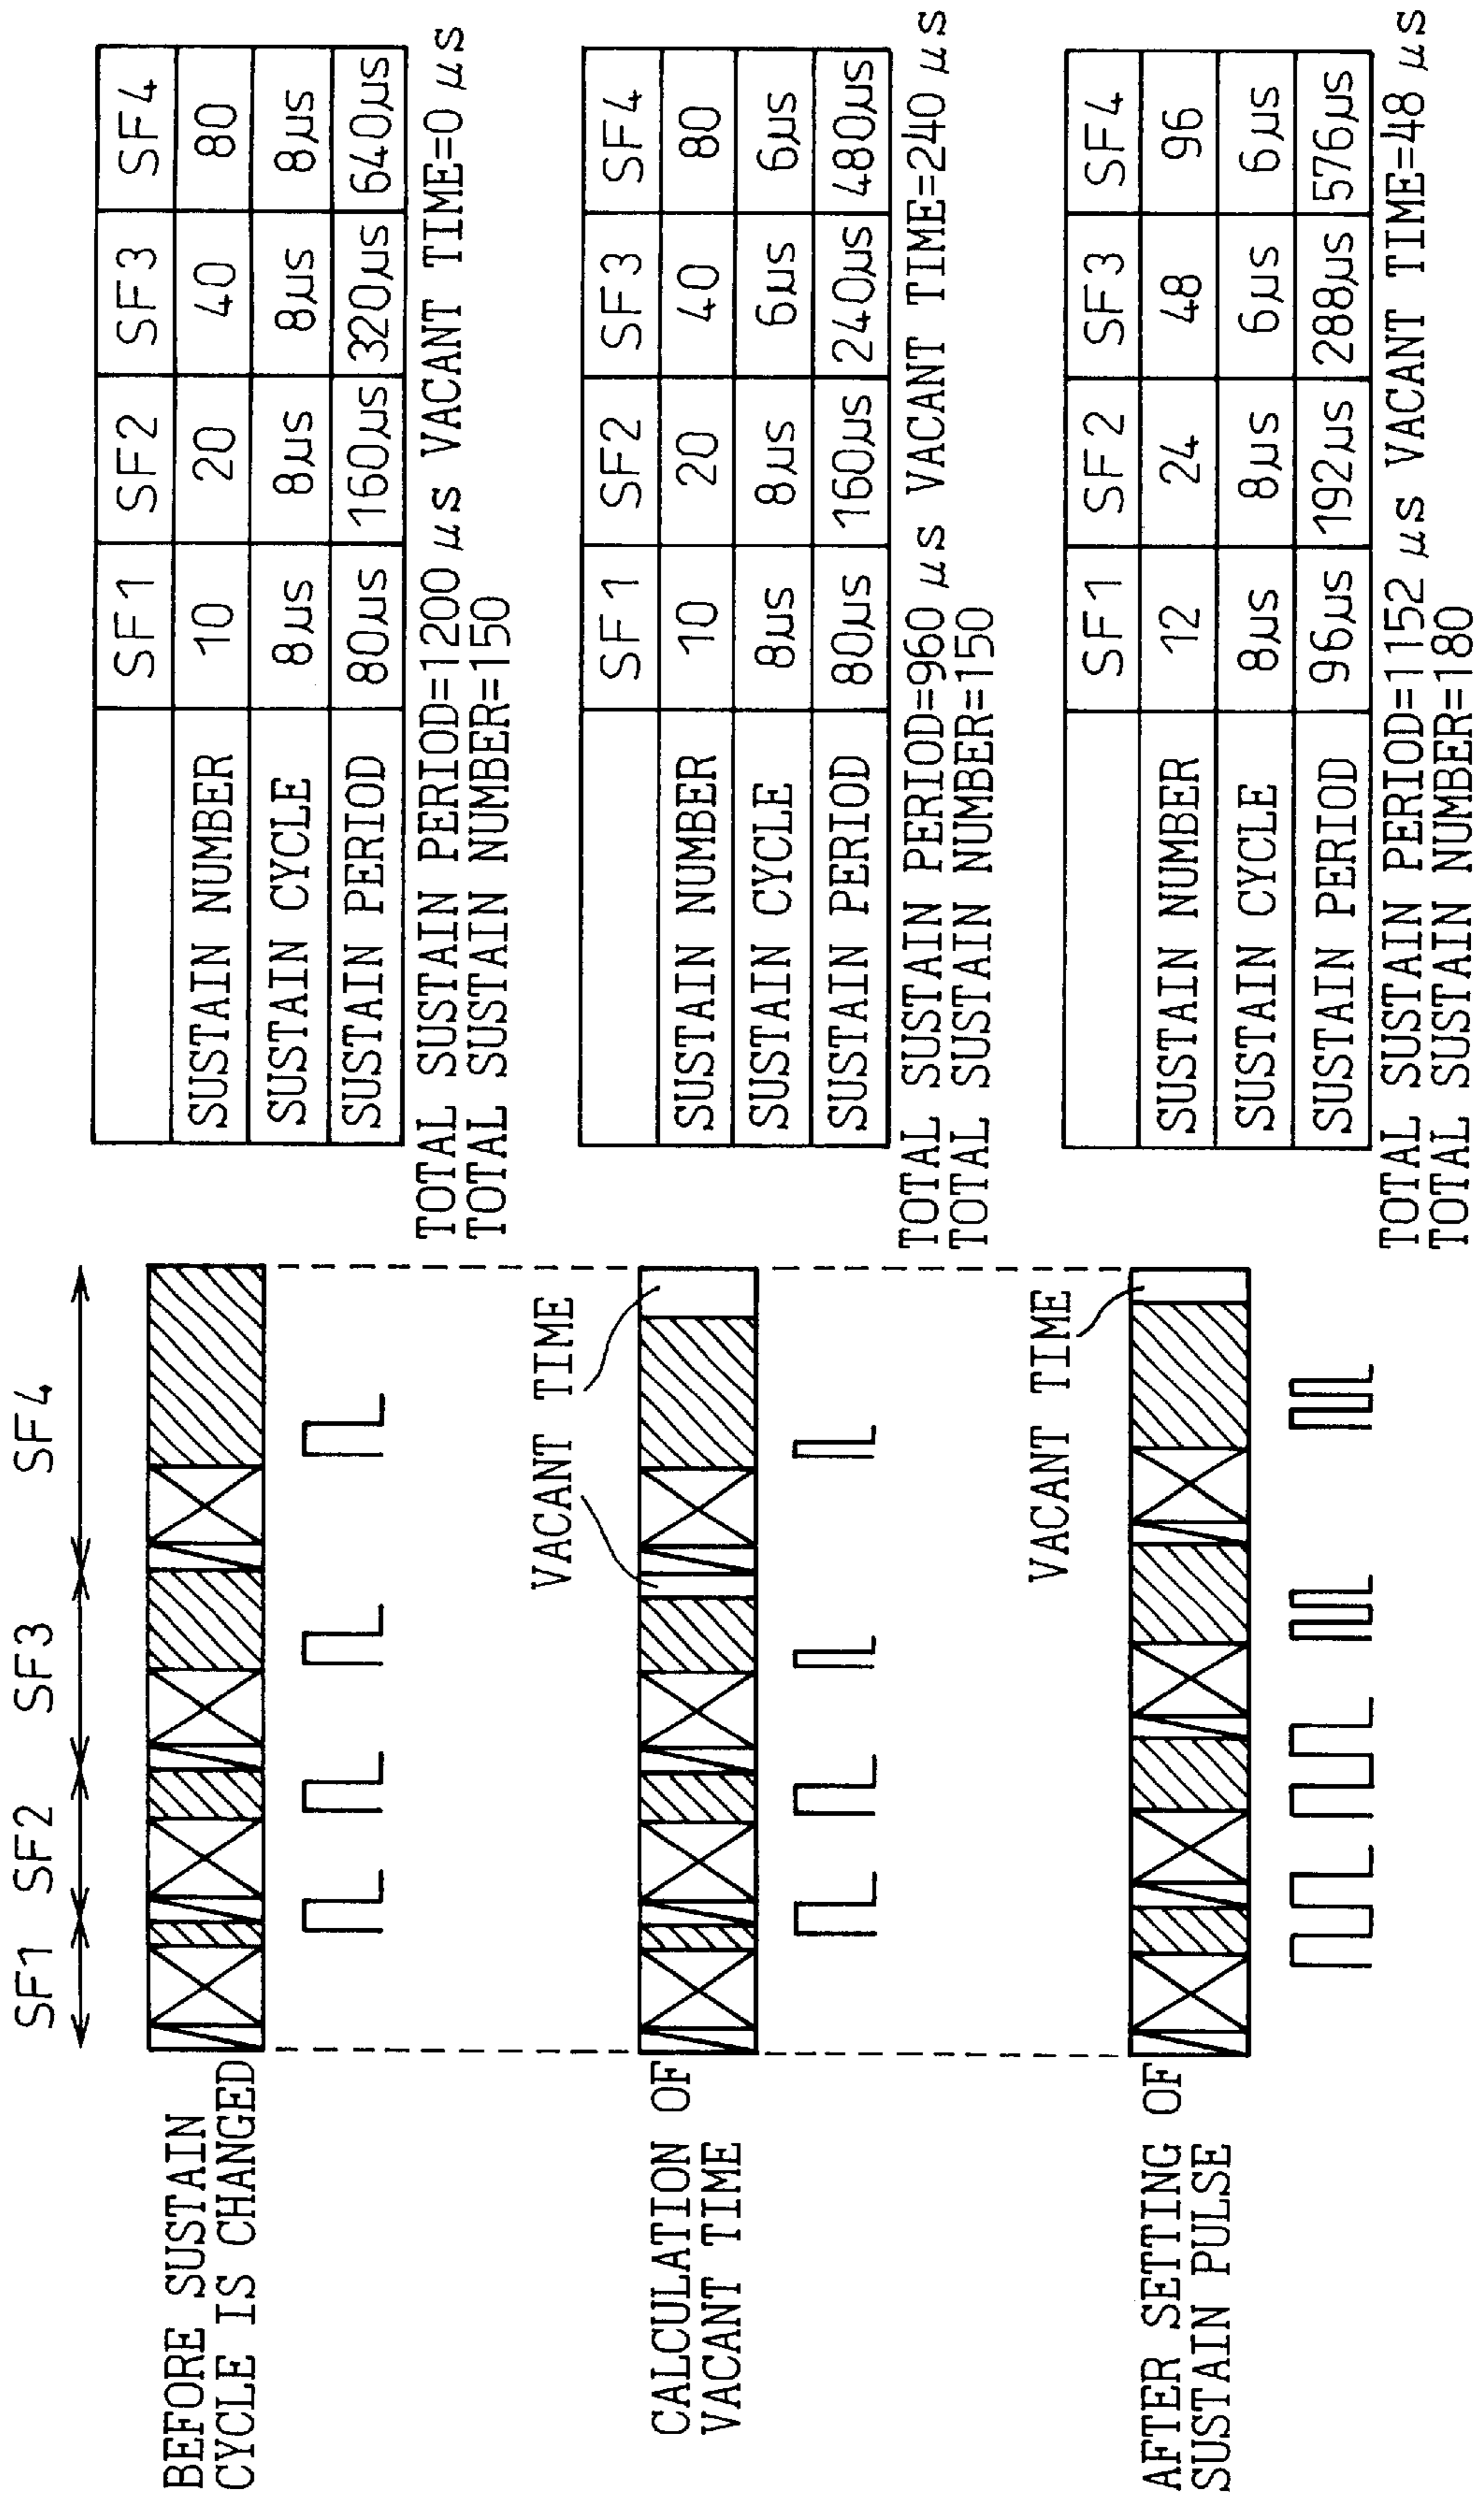 SF1 SF2 SF3 SF4
BEFORE SUSTAIN
CYCLE IS CHANGED
SF1 SF2 SF3 SF4
SUSTAIN NUMBER 10 20 40 80
SUSTAIN CYCLE 8μs 8μs 8μs 8μs
SUSTAIN PERIOD 80μs 160μs 320μs 640μs
TOTAL SUSTAIN PERIOD=1200 μs VACANT TIME=0 μs
TOTAL SUSTAIN NUMBER=150
CALCULATION OF
VACANT TIME
VACANT TIME
VACANT TIME
SF1 SF2 SF3 SF4
SUSTAIN NUMBER 10 20 40 80
SUSTAIN CYCLE 8μs 8μs 6μs 6μs
SUSTAIN PERIOD 80μs 160μs 240μs 480μs
TOTAL SUSTAIN PERIOD=960 μs VACANT TIME=240 μs
TOTAL SUSTAIN NUMBER=150
AFTER SETTING OF
SUSTAIN PULSE
VACANT TIME
SF1 SF2 SF3 SF4
SUSTAIN NUMBER 12 24 48 96
SUSTAIN CYCLE 8μs 8μs 6μs 6μs
SUSTAIN PERIOD 96μs 192μs 288μs 576μs
TOTAL SUSTAIN PERIOD=1152 μs VACANT TIME=48 μs
TOTAL SUSTAIN NUMBER=180